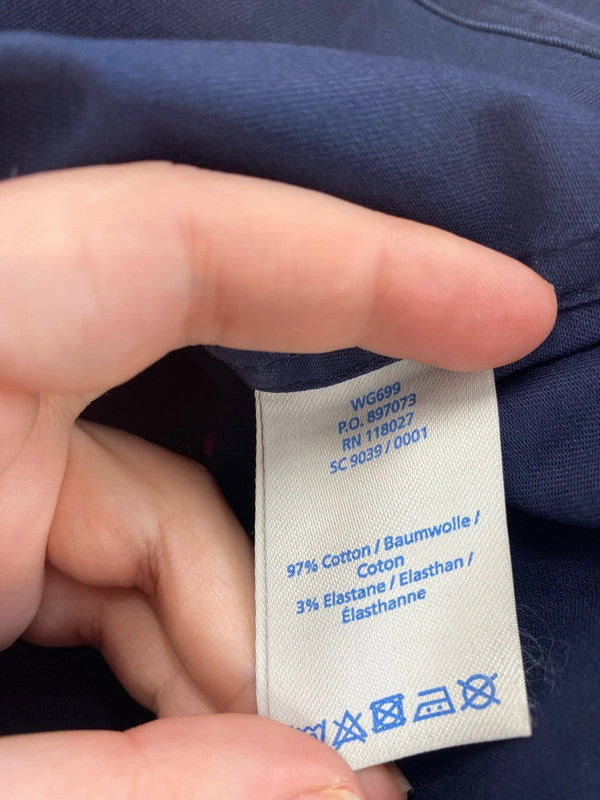 WG699
P.O. 897073
RN 118027
SC 9039 / 0001
97% Cotton / Baumwolle /
Coton
3% Elastane / Elasthan /
Élasthanne